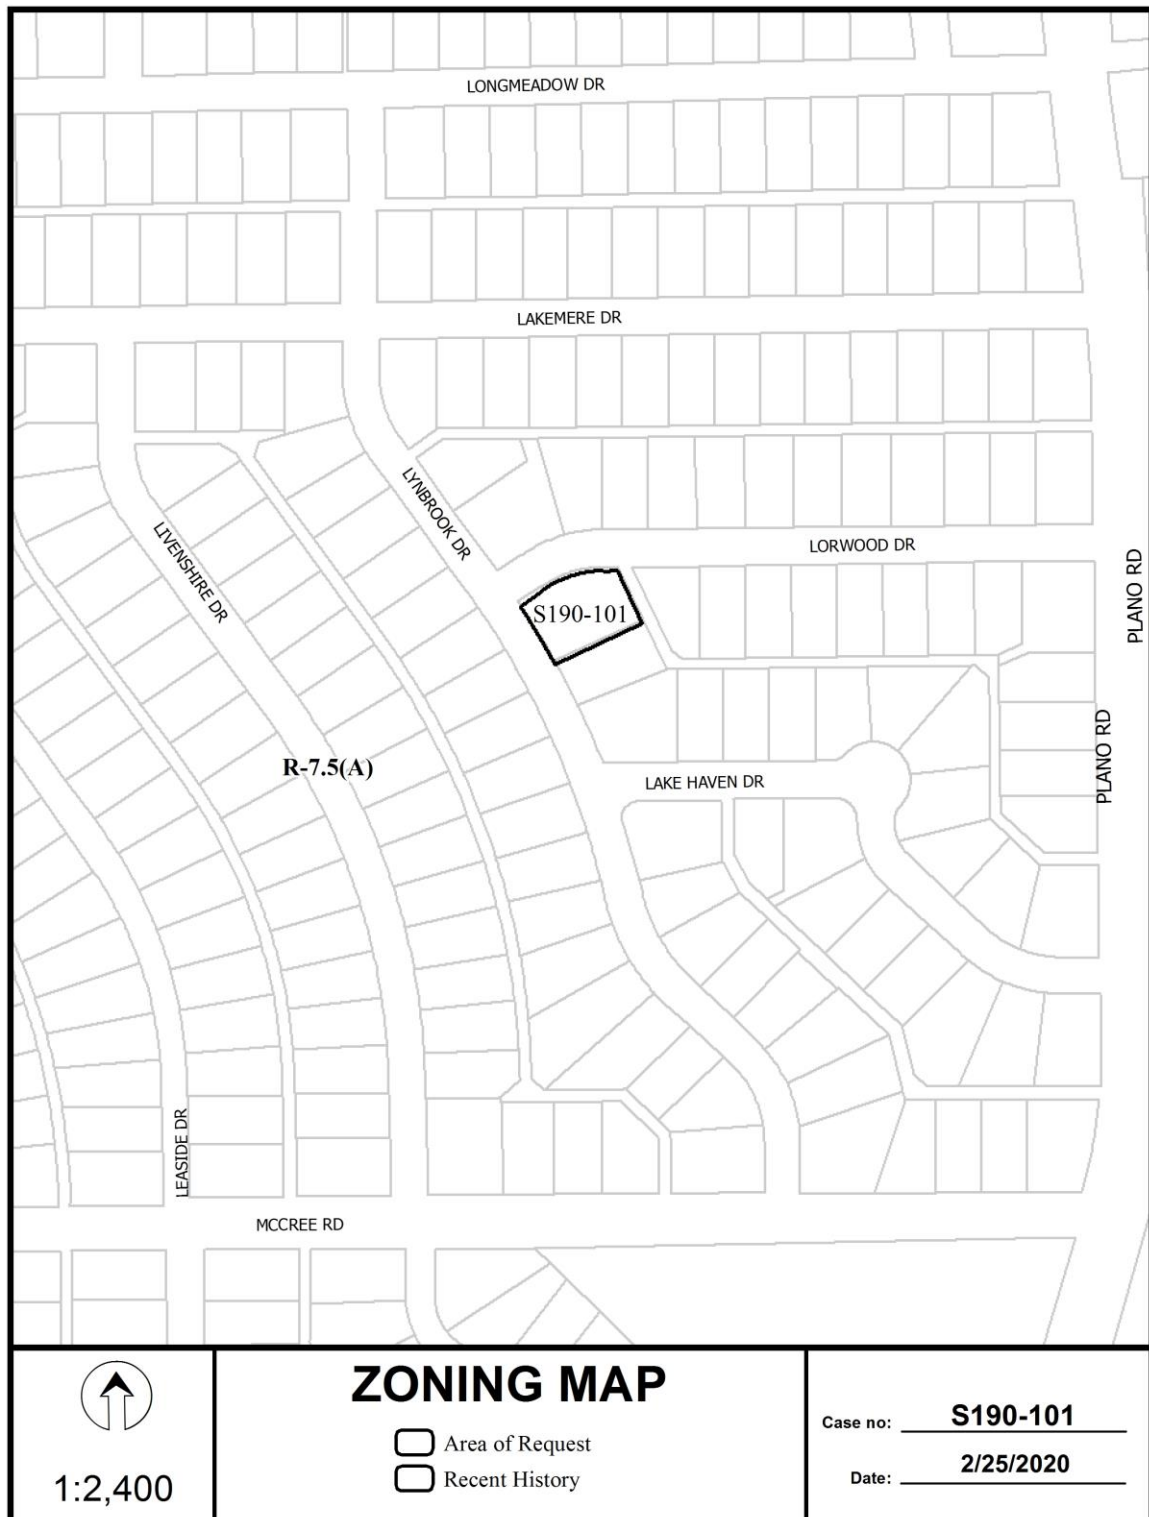 LONGMEADOW DR
LAKEMERE DR
LYNBROOK DR
LIVENSHIRE DR
LORWOOD DR
PLANO RD
S190-101
PLANO RD
R-7.5(A)
LAKE HAVEN DR
LEASIDE DR
MCCREE RD
1:2,400
ZONING MAP
Area of Request
Recent History
Case no: S190-101
Date: 2/25/2020